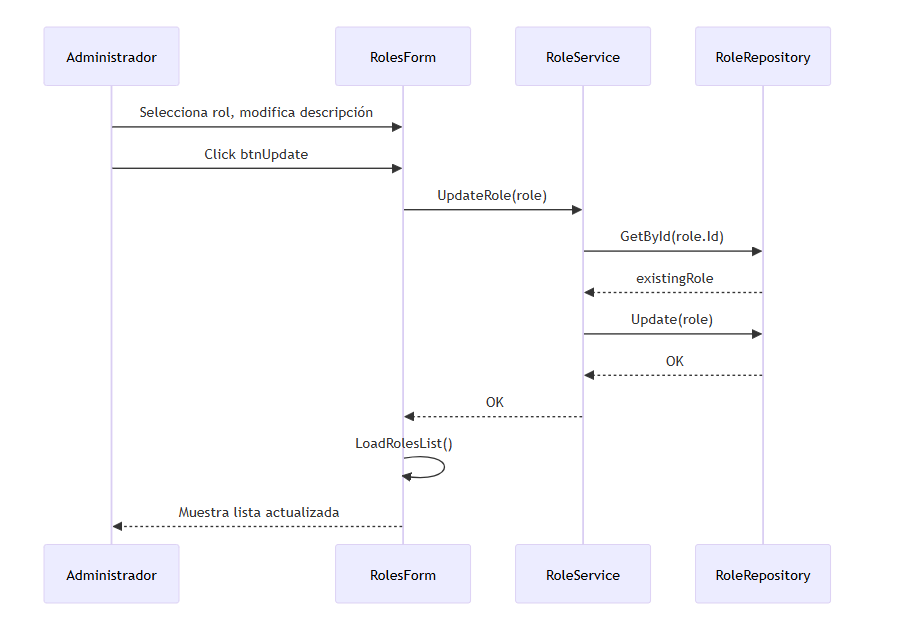 Administrador
RolesForm
RoleService
RoleRepository
Selecciona rol, modifica descripción
Click btnUpdate
UpdateRole(role)
GetById(role.Id)
existingRole
Update(role)
OK
OK
LoadRolesList()
Muestra lista actualizada
Administrador
RolesForm
RoleService
RoleRepository